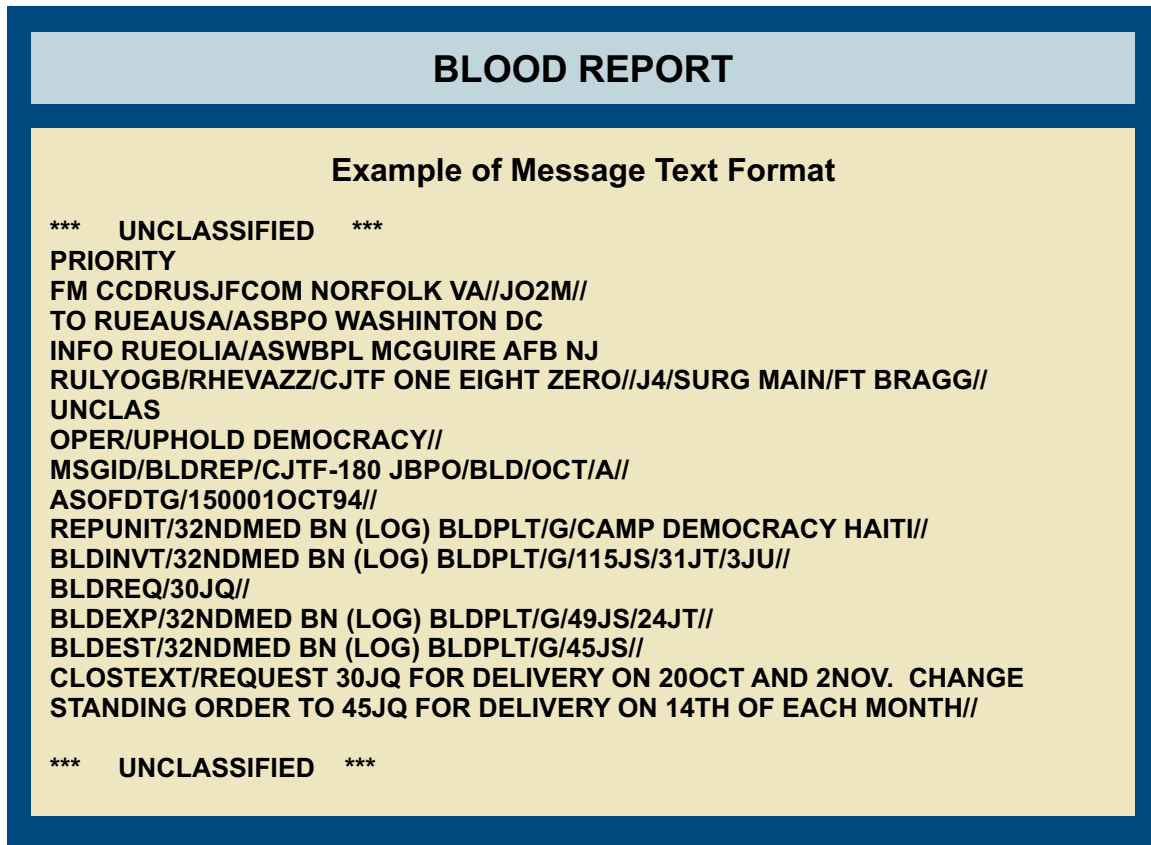 BLOOD REPORT
Example of Message Text Format
*** UNCLASSIFIED ***
PRIORITY
FM CCDRUSJFCOM NORFOLK VA//JO2M//
TO RUEAUSA/ASBPO WASHINTON DC
INFO RUEOLIA/ASWBPL MCGUIRE AFB NJ
RULYOGB/RHEVAZZ/CJTF ONE EIGHT ZERO//J4/SURG MAIN/FT BRAGG//
UNCLAS
OPER/UPHOLD DEMOCRACY//
MSGID/BLDREP/CJTF-180 JBPO/BLD/OCT/A//
ASOFDTG/150001OCT94//
REPUNIT/32NDMED BN (LOG) BLDPLT/G/CAMP DEMOCRACY HAITI//
BLDINVT/32NDMED BN (LOG) BLDPLT/G/115JS/31JT/3JU//
BLDREQ/30JQ//
BLDEXP/32NDMED BN (LOG) BLDPLT/G/49JS/24JT//
BLDEST/32NDMED BN (LOG) BLDPLT/G/45JS//
CLOSTEXT/REQUEST 30JQ FOR DELIVERY ON 20OCT AND 2NOV. CHANGE
STANDING ORDER TO 45JQ FOR DELIVERY ON 14TH OF EACH MONTH//
*** UNCLASSIFIED ***